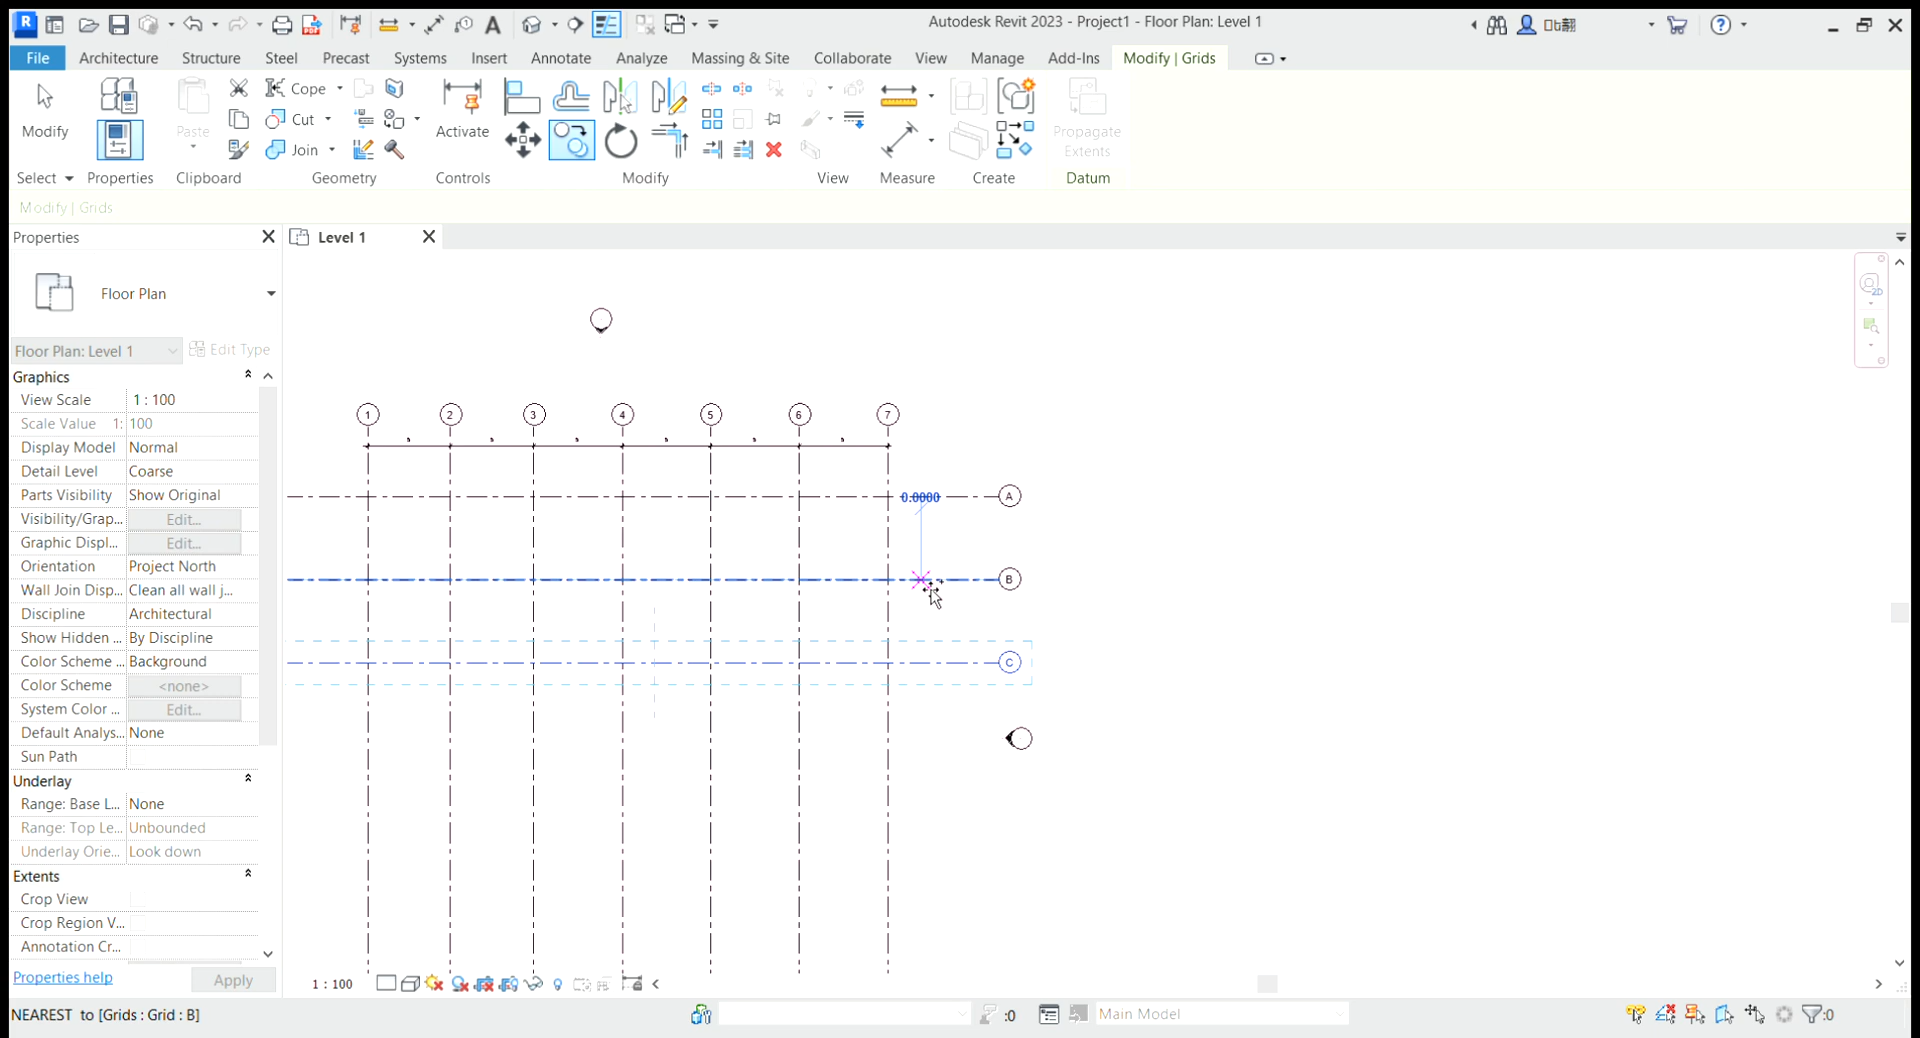 Autodesk Revit 2023 - Project1 - Floor Plan: Level 1
File Architecture Structure Steel Precast Systems Insert Annotate Analyze Massing & Site Collaborate View Manage Add-Ins Modify | Grids
Modify Paste Cope Cut Join Activate Propagate Extents
Select Properties Clipboard Geometry Controls Modify View Measure Create Datum
Modify | Grids
Properties
Level 1
Floor Plan
Floor Plan: Level 1 Edit Type
Graphics
View Scale 1 : 100
Scale Value 1: 100
Display Model Normal
Detail Level Coarse
Parts Visibility Show Original
Visibility/Grap... Edit...
Graphic Displ... Edit...
Orientation Project North
Wall Join Disp... Clean all wall j...
Discipline Architectural
Show Hidden ... By Discipline
Color Scheme ... Background
Color Scheme <none>
System Color ... Edit...
Default Analys... None
Sun Path
Underlay
Range: Base L... None
Range: Top Le... Unbounded
Underlay Orie... Look down
Extents
Crop View
Crop Region V...
Annotation Cr...
Properties help Apply
1 2 3 4 5 6 7
0.0000 A
B
C
1 : 100
NEAREST to [Grids : Grid : B]
:0
Main Model
:0